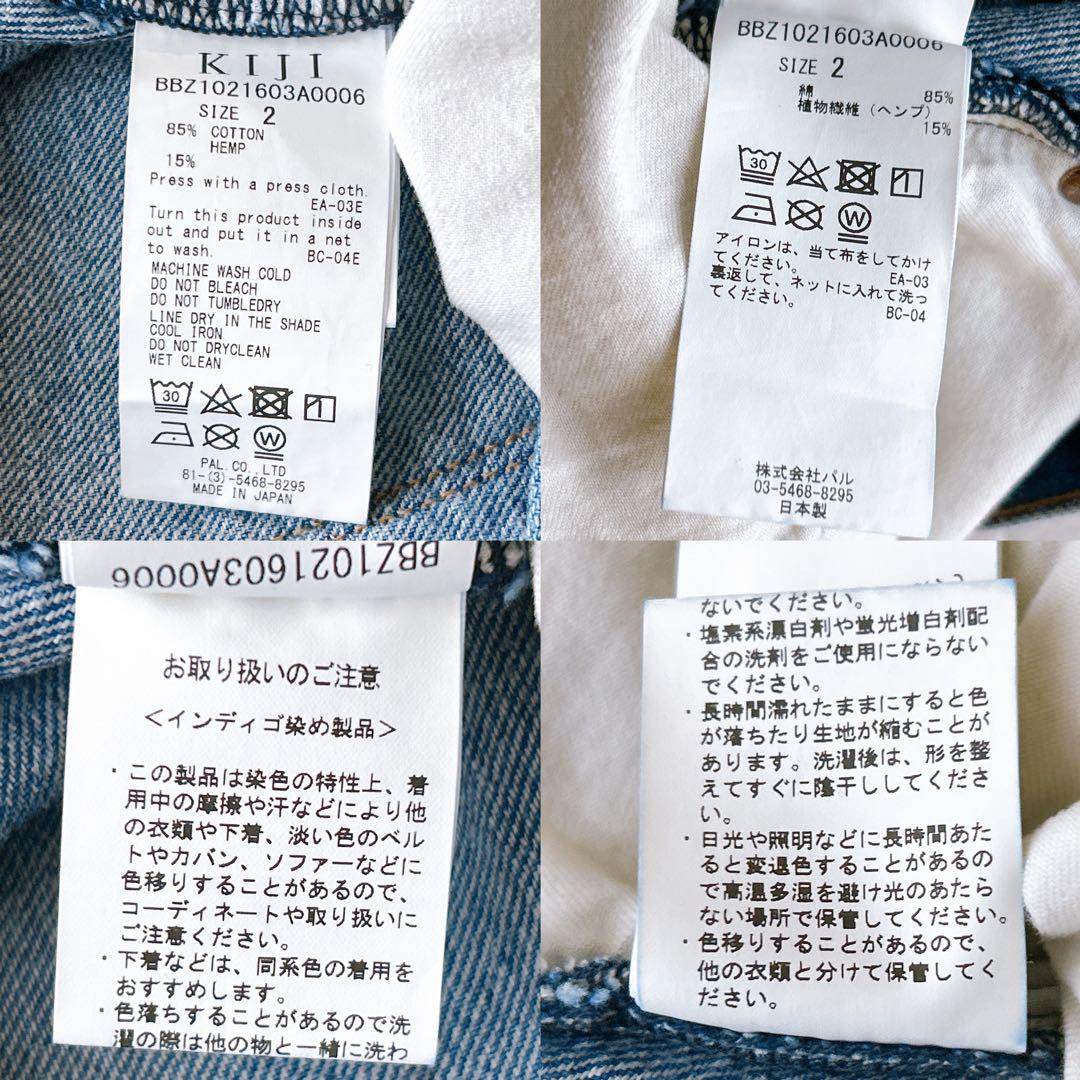 KIJI
BBZ1021603A0006
SIZE 2
85% COTTON
HEMP
15%
Press with a press cloth.
EA-03E
Turn this product inside
out and put it in a net
to wash.
BC-04E
MACHINE WASH COLD
DO NOT BLEACH
DO NOT TUMBLEDRY
LINE DRY IN THE SHADE
COOL IRON
DO NOT DRYCLEAN
WET CLEAN
30
W
PAL.CO.,LTD
81-(3)-5468-8295
MADE IN JAPAN
BBZ1021603A0006
SIZE 2
綿 85%
植物繊維(ヘンプ)
15%
30
W
アイロンは、当て布をしてかけ
てください。
EA-03
裏返して、ネットに入れて洗っ
てください。
BC-04
株式会社パル
03-5468-8295
日本製
BBZ1021603A0006
お取り扱いのご注意
<インディゴ染め製品>
・この製品は染色の特性上、着
用中の摩擦や汗などにより他
の衣類や下着、淡い色のベル
トやカバン、ソファーなどに
色移りすることがあるので、
コーディネートや取り扱いに
ご注意ください。
・下着などは、同系色の着用を
おすすめします。
・色落ちすることがあるので洗
濯の際は他の物と一緒に洗わ
ないでください。
・塩素系漂白剤や蛍光増白剤配
合の洗剤をご使用にならない
でください。
・長時間濡れたままにすると色
が落ちたり生地が縮むことが
あります。洗濯後は、形を整
えてすぐに陰干ししてくださ
い。
・日光や照明などに長時間あた
ると変退色することがあるの
で高温多湿を避け光のあたら
ない場所で保管してください。
・色移りすることがあるので、
他の衣類と分けて保管してく
ださい。